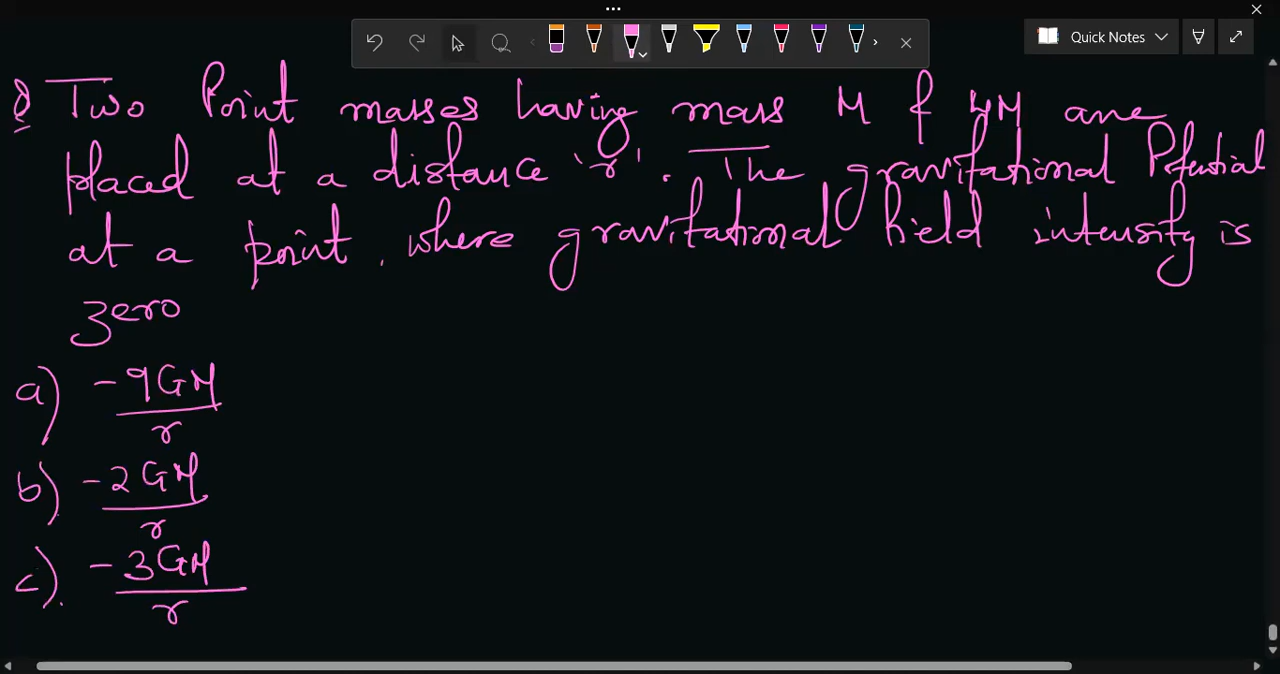 Quick Notes
Q Two Point masses having mass M & 4M are
placed at a distance 'r'. The gravitational Potential
at a point, where gravitational field intensity is
zero
a) -9GM/r
b) -2GM/r
c) -3GM/r